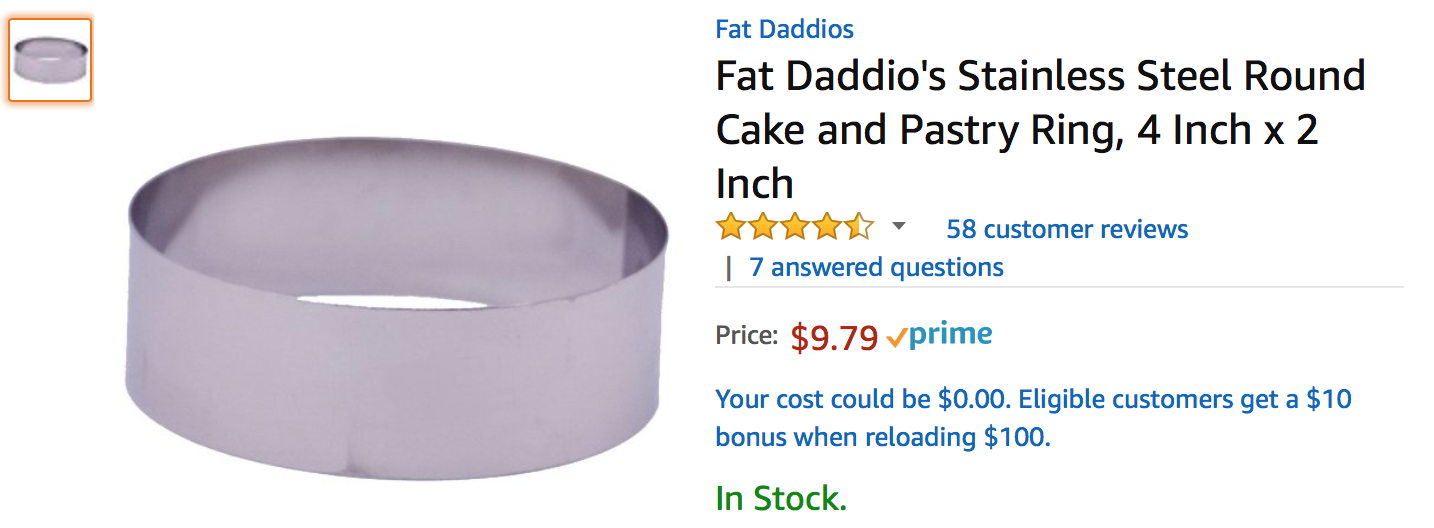 Fat Daddios
Fat Daddio's Stainless Steel Round
Cake and Pastry Ring, 4 Inch x 2
Inch
58 customer reviews
| 7 answered questions
Price: $9.79 prime
Your cost could be $0.00. Eligible customers get a $10
bonus when reloading $100.
In Stock.